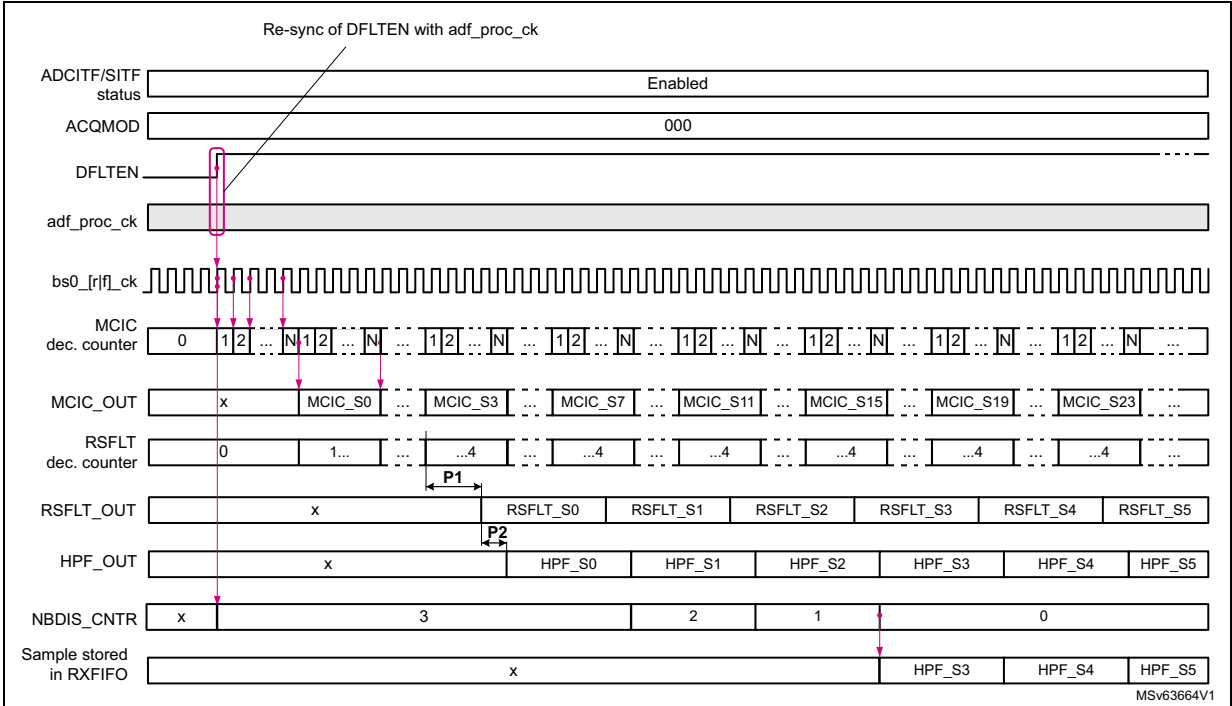 Re-sync of DFLTEN with adf_proc_ck
ADCITF/SITF
status
Enabled
ACQMOD
000
DFLTEN
adf_proc_ck
bs0_[r|f]_ck
MCIC
dec. counter
0 1 2 ... N 1 2 ... N ... 1 2 ... N ... 1 2 ... N ... 1 2 ... N ... 1 2 ... N ... 1 2 ... N ... 1 2 ... N ...
MCIC_OUT
x MCIC_S0 ... MCIC_S3 ... MCIC_S7 ... MCIC_S11 ... MCIC_S15 ... MCIC_S19 ... MCIC_S23 ...
RSFLT
dec. counter
0 1... ... ...4 ... ...4 ... ...4 ... ...4 ... ...4 ... ...4 ...
P1
RSFLT_OUT
x RSFLT_S0 RSFLT_S1 RSFLT_S2 RSFLT_S3 RSFLT_S4 RSFLT_S5
P2
HPF_OUT
x HPF_S0 HPF_S1 HPF_S2 HPF_S3 HPF_S4 HPF_S5
NBDIS_CNTR
x 3 2 1 0
Sample stored
in RXFIFO
x HPF_S3 HPF_S4 HPF_S5
MSv63664V1